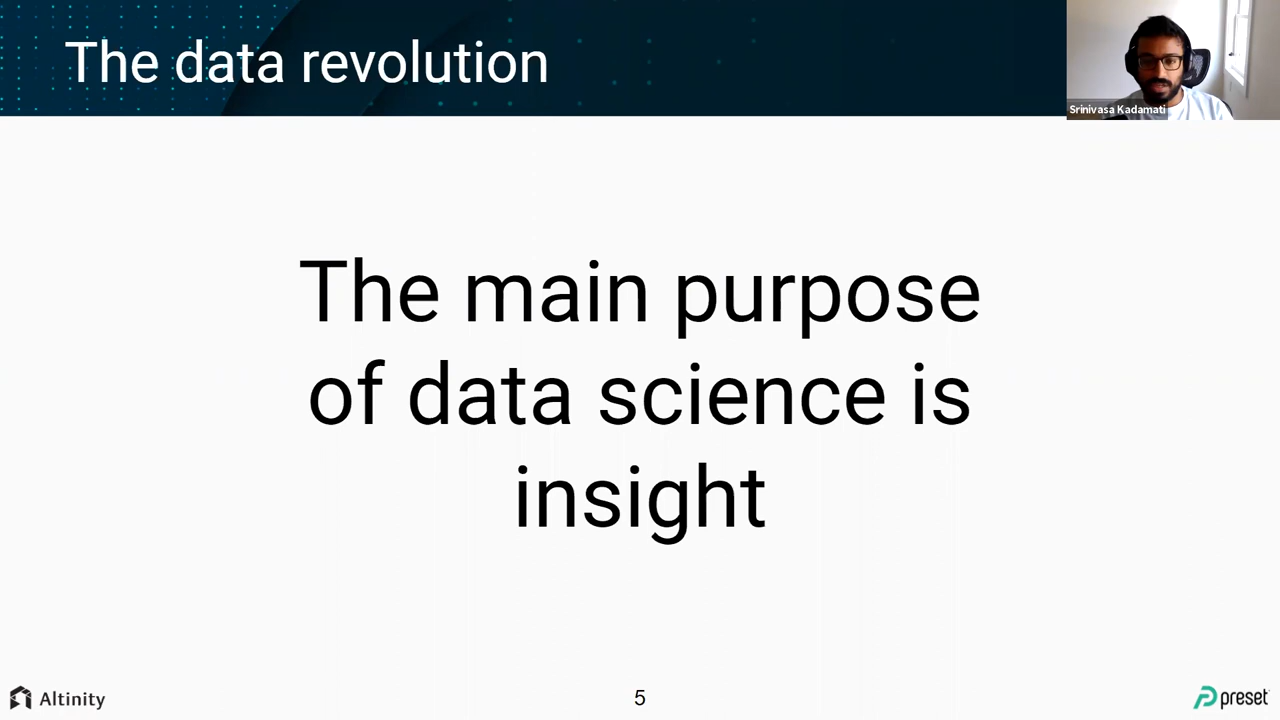 The data revolution
Srinivasa Kadamati
The main purpose
of data science is
insight
Altinity
5
preset